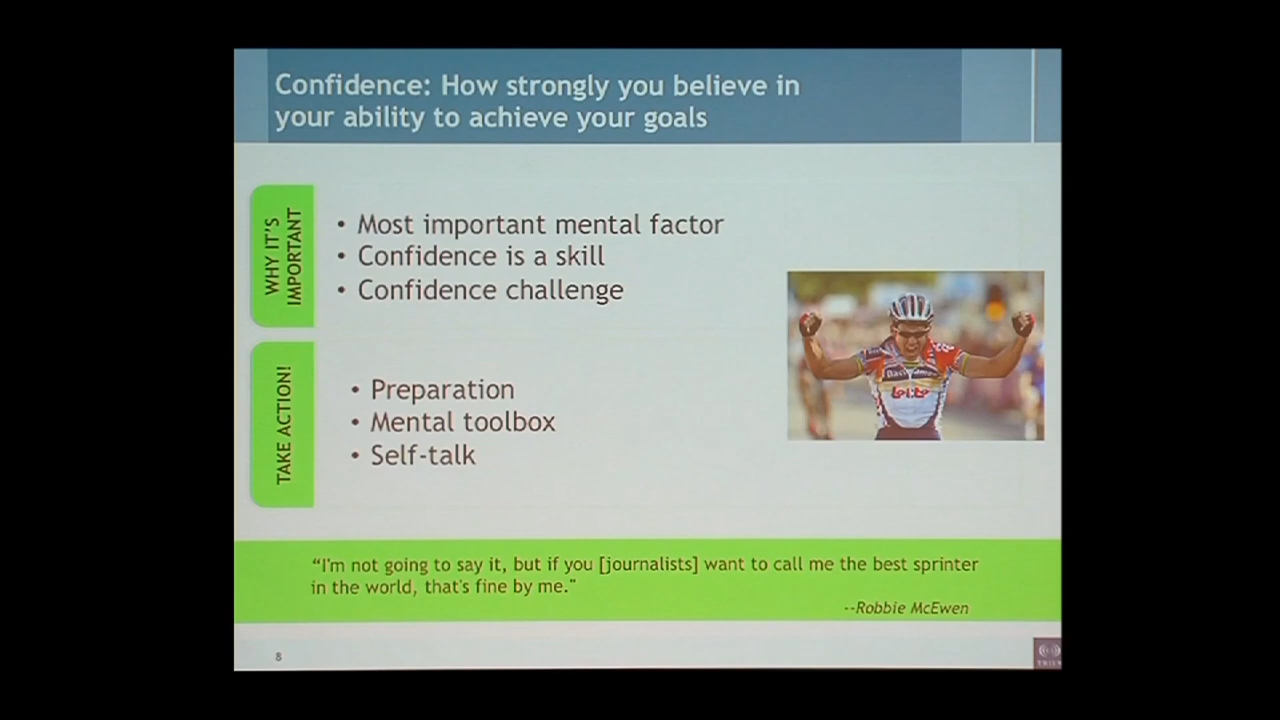 Confidence: How strongly you believe in
your ability to achieve your goals
WHY IT'S
IMPORTANT
• Most important mental factor
• Confidence is a skill
• Confidence challenge
TAKE ACTION!
• Preparation
• Mental toolbox
• Self-talk
lotto
“I'm not going to say it, but if you [journalists] want to call me the best sprinter
in the world, that's fine by me."
--Robbie McEwen
8